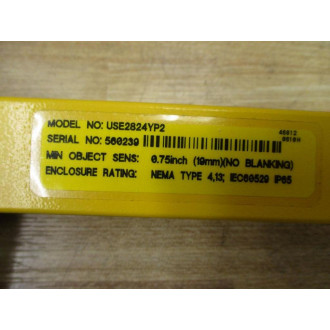 MODEL NO: USE2824YP2
SERIAL NO: 560239
MIN OBJECT SENS: 0.75inch (19mm)(NO BLANKING)
ENCLOSURE RATING: NEMA TYPE 4,13; IEC60529 IP65